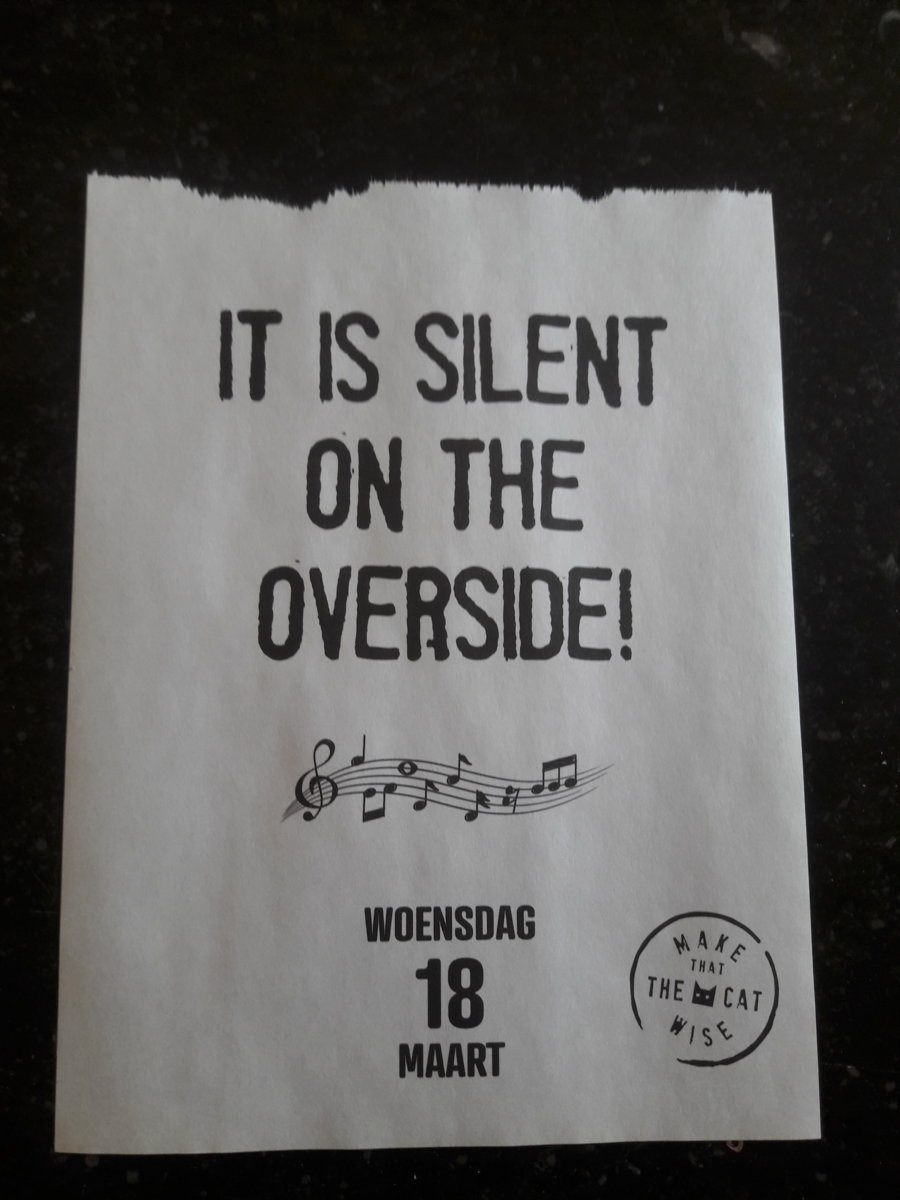 IT IS SILENT
ON THE
OVERSIDE!
WOENSDAG
18
MAART
MAKE
THAT
THE CAT
WISE